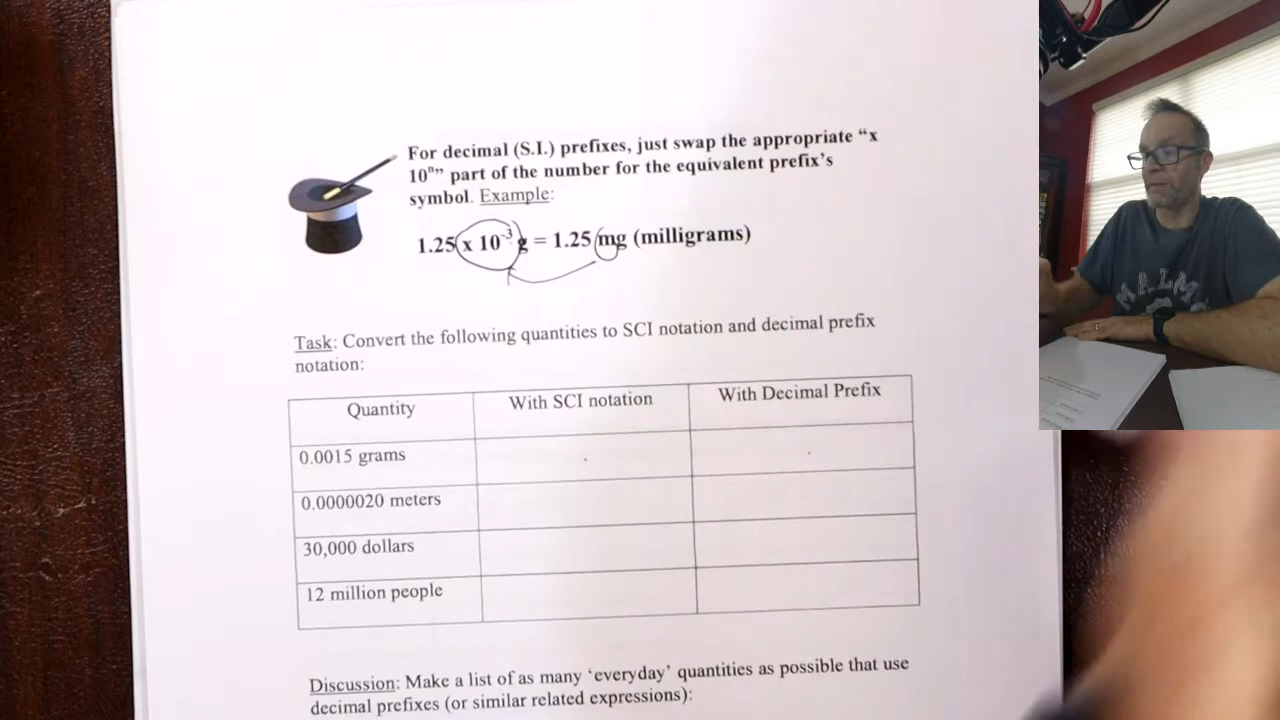 For decimal (S.I.) prefixes, just swap the appropriate “x
10ⁿ” part of the number for the equivalent prefix’s
symbol. Example:
1.25 x 10⁻³ g = 1.25 mg (milligrams)
Task: Convert the following quantities to SCI notation and decimal prefix
notation:
Quantity With SCI notation With Decimal Prefix
0.0015 grams
0.0000020 meters
30,000 dollars
12 million people
Discussion: Make a list of as many ‘everyday’ quantities as possible that use
decimal prefixes (or similar related expressions):